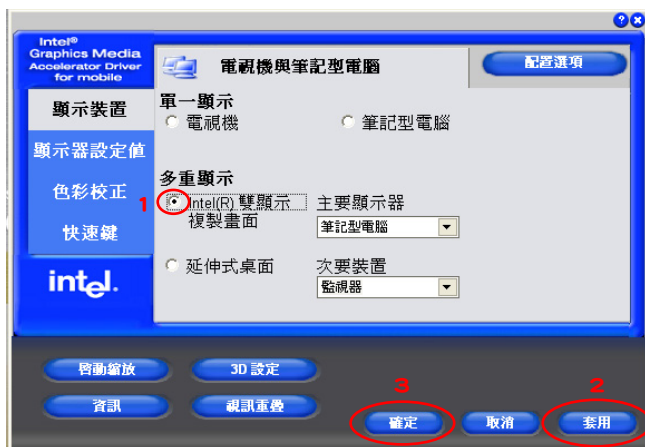 Intel®
Graphics Media
Accelerator Driver
for mobile
電視機與筆記型電腦
配置選項
顯示裝置
顯示器設定值
色彩校正
快速鍵
intel.
單一顯示
電視機
筆記型電腦
多重顯示
1
Intel(R) 雙顯示
複製畫面
主要顯示器
筆記型電腦
延伸式桌面
次要裝置
監視器
啓動縮放
3D 設定
資訊
視訊重疊
3
2
確定
取消
套用